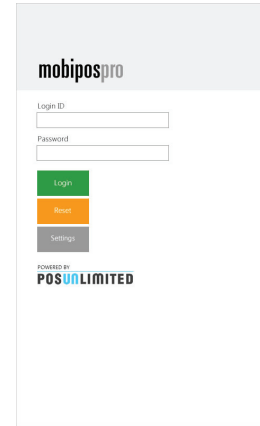 mobipospro
Login ID
Password
Login
Reset
Settings
POWERED BY
POSUNLIMITED